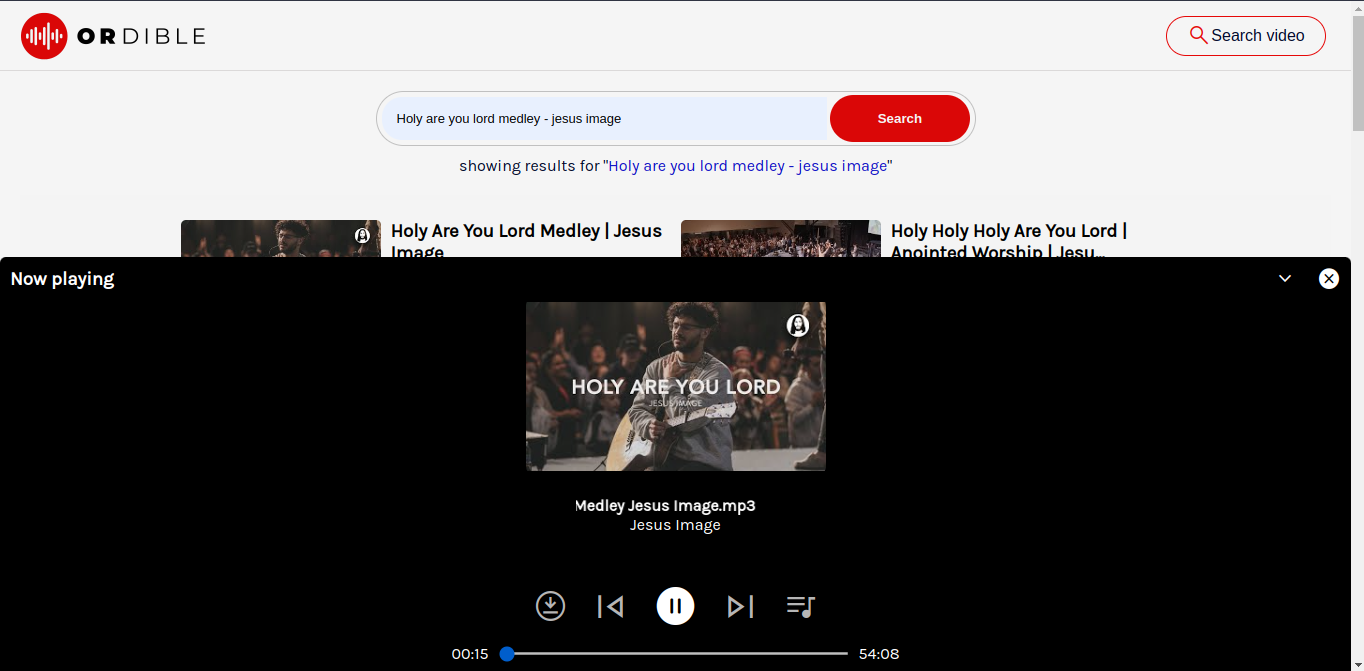 ORDIBLE
Search video
Holy are you lord medley - jesus image
Search
showing results for "Holy are you lord medley - jesus image"
Holy Are You Lord Medley | Jesus
Image
Holy Holy Holy Are You Lord |
Anointed Worship | Jesu...
Now playing
HOLY ARE YOU LORD
JESUS IMAGE
Medley Jesus Image.mp3
Jesus Image
00:15
54:08